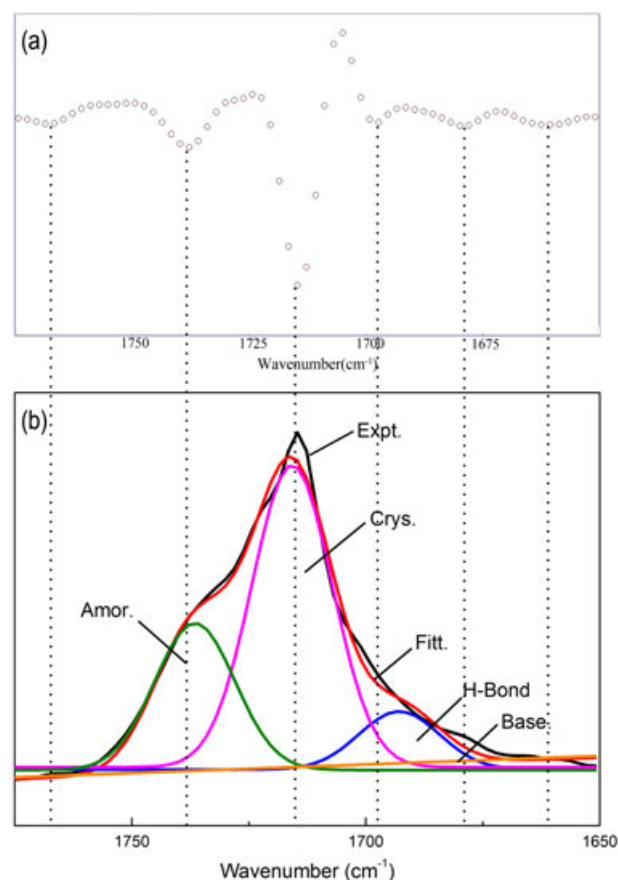 (a)
1750 1725 1700 1675
Wavenumber(cm-1)
(b)
Expt.
Crys.
Amor.
Fitt.
H-Bond
Base.
1750 1700 1650
Wavenumber (cm-1)